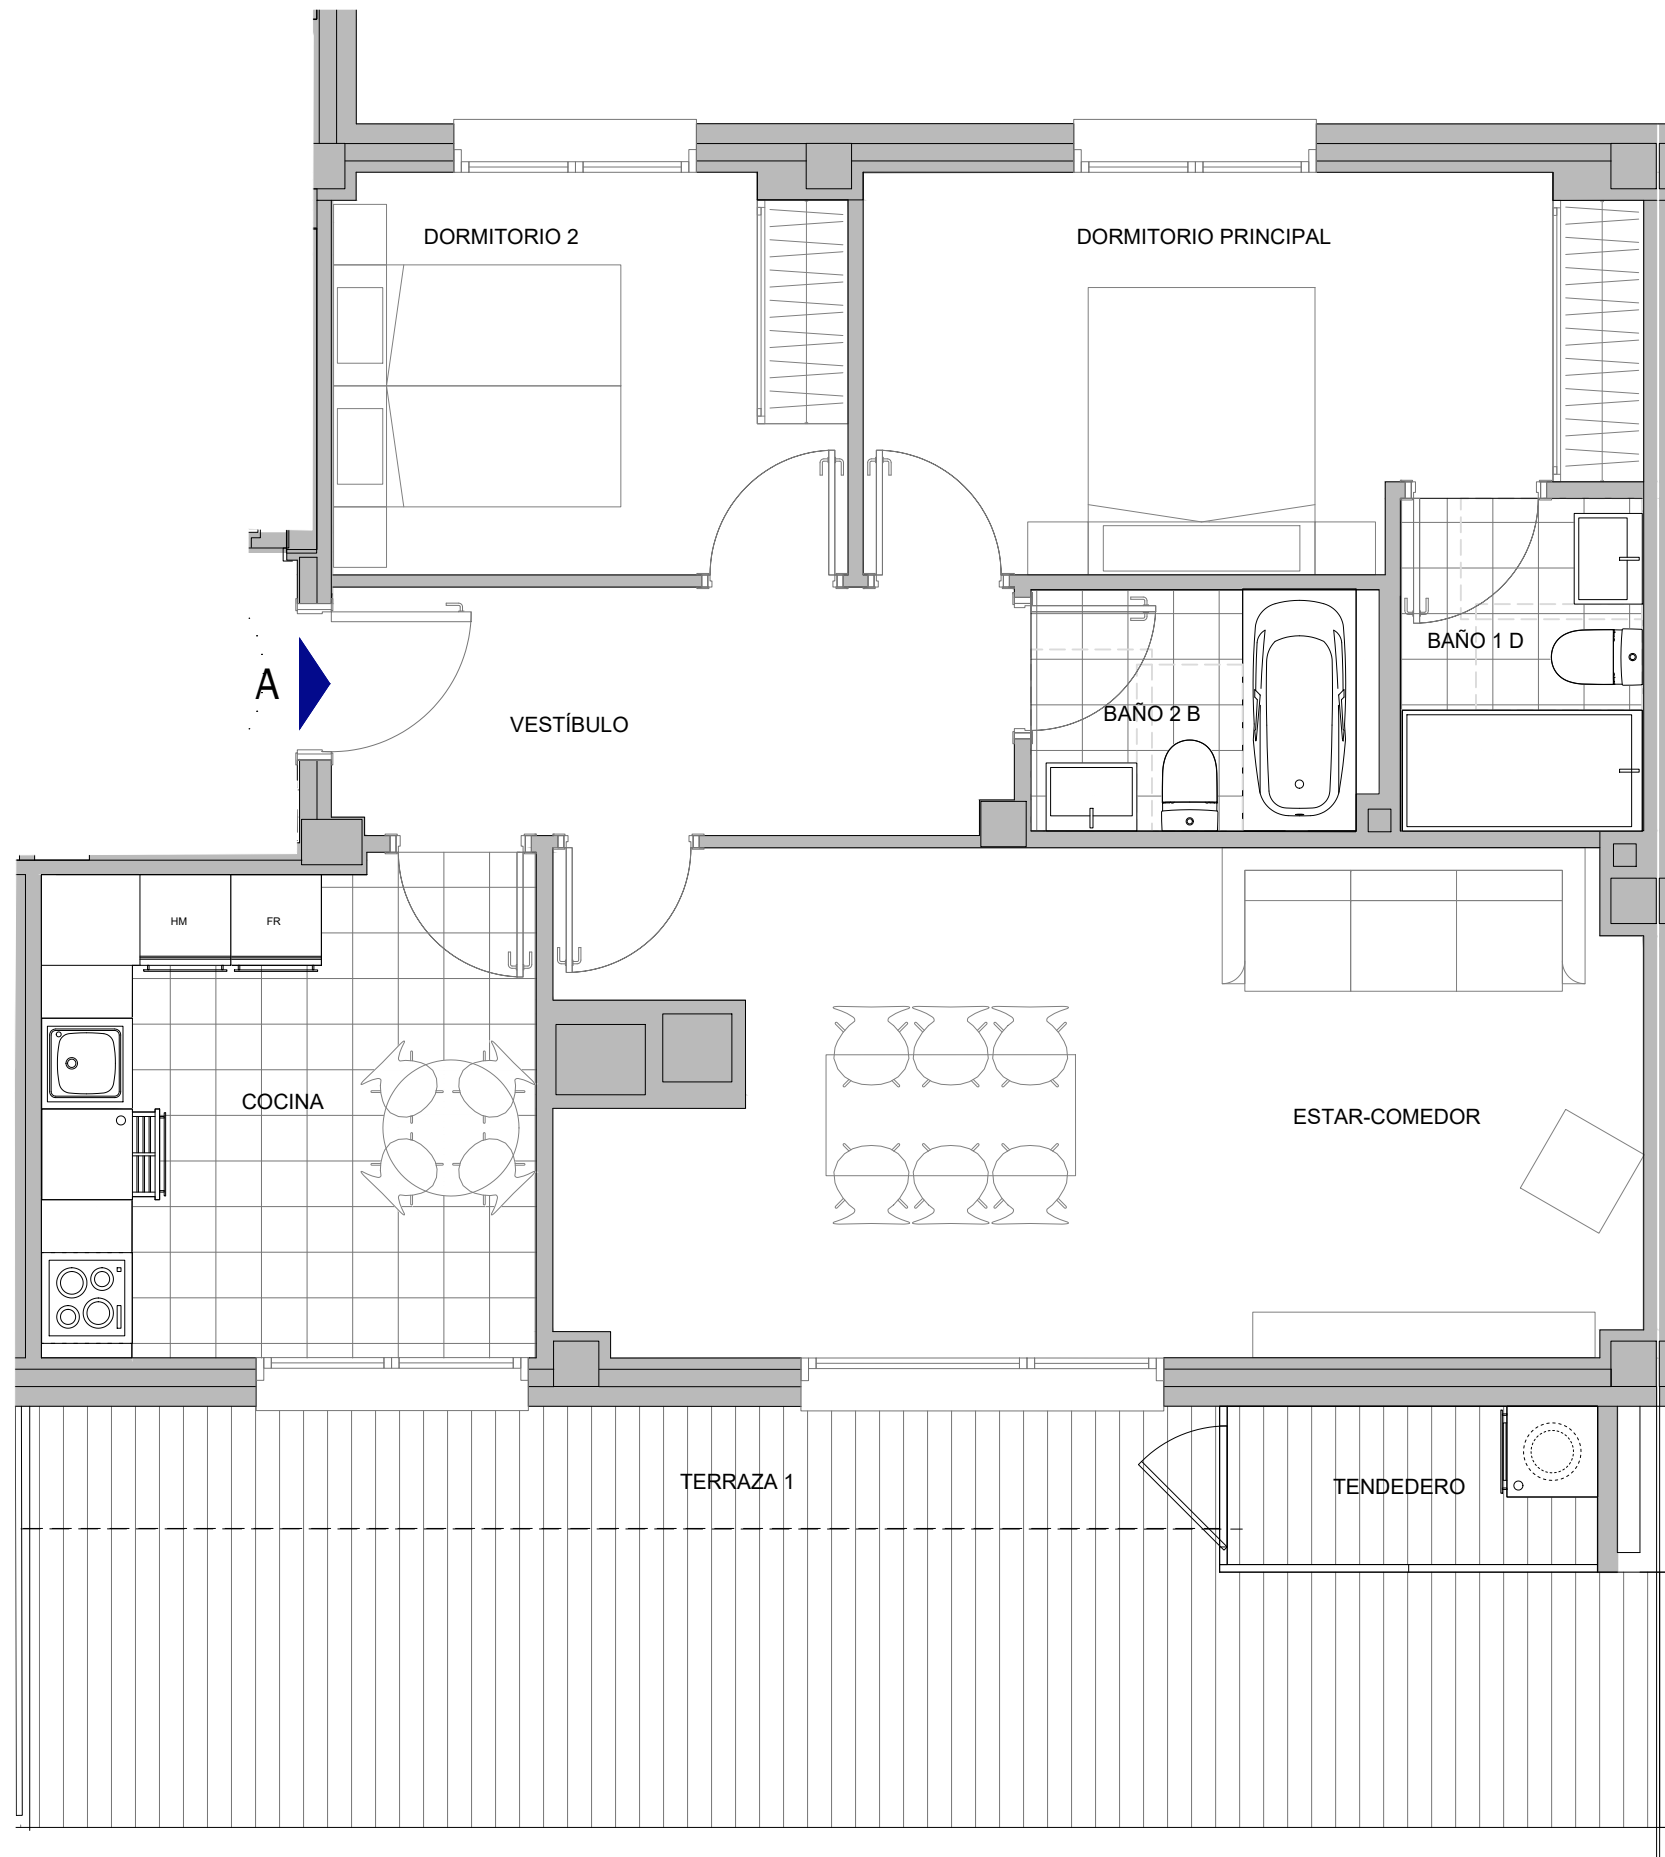 DORMITORIO 2
DORMITORIO PRINCIPAL
BAÑO 1 D
A
VESTÍBULO
BAÑO 2 B
HM
FR
COCINA
ESTAR-COMEDOR
TERRAZA 1
TENDEDERO